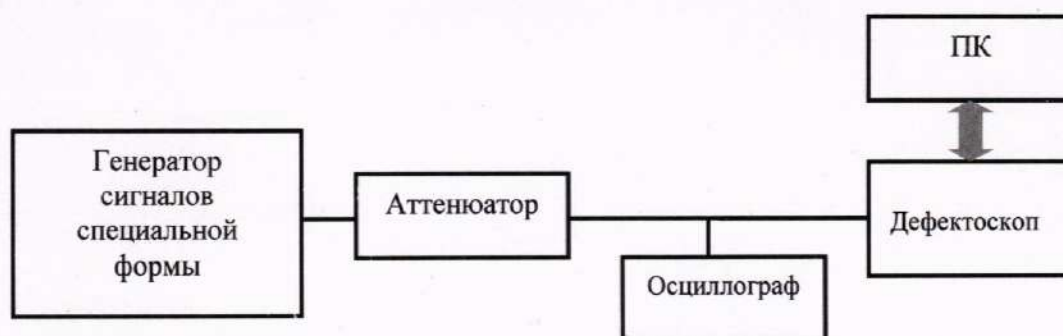 ПК
Генератор
сигналов
специальной
формы
Аттенюатор
Дефектоскоп
Осциллограф